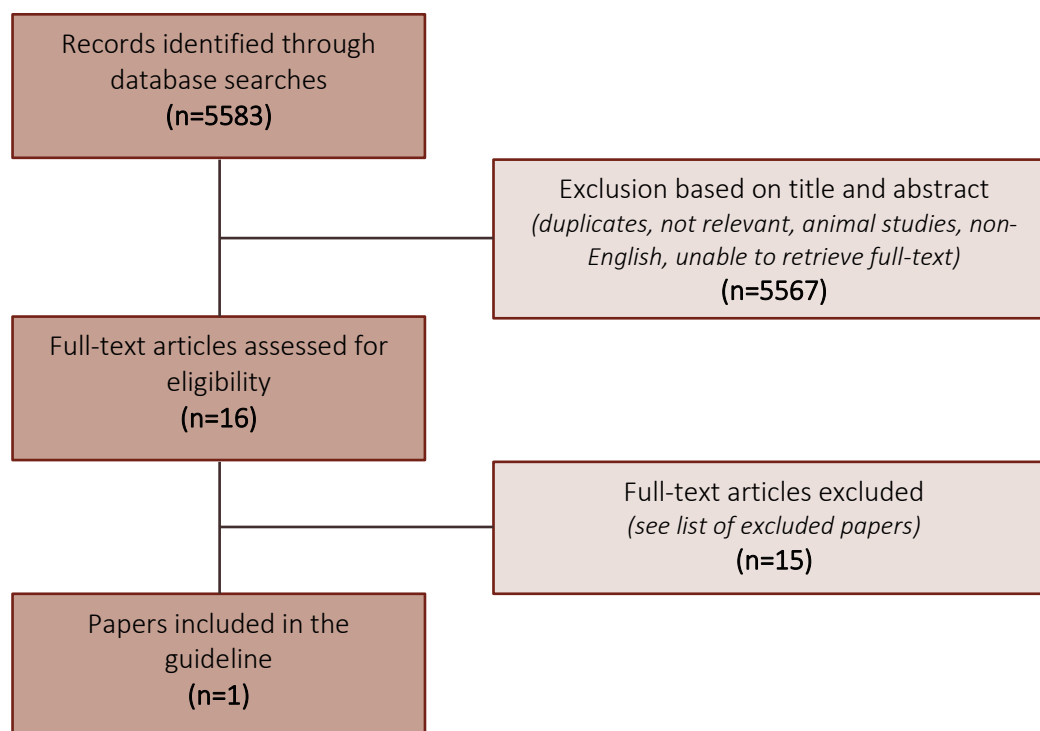 Records identified through
database searches
(n=5583)
Exclusion based on title and abstract
(duplicates, not relevant, animal studies, non-
English, unable to retrieve full-text)
(n=5567)
Full-text articles assessed for
eligibility
(n=16)
Full-text articles excluded
(see list of excluded papers)
(n=15)
Papers included in the
guideline
(n=1)